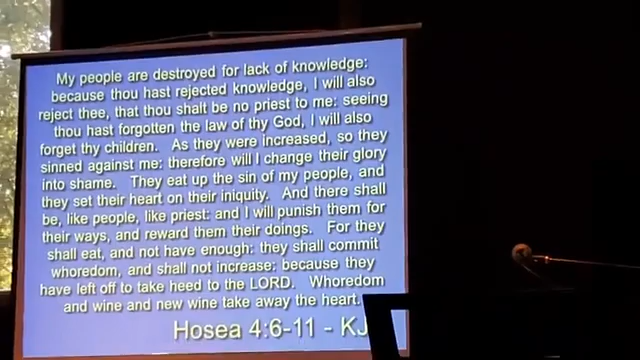 My people are destroyed for lack of knowledge:
because thou hast rejected knowledge, I will also
reject thee, that thou shalt be no priest to me: seeing
thou hast forgotten the law of thy God, I will also
forget thy children. As they were increased, so they
sinned against me: therefore will I change their glory
into shame. They eat up the sin of my people, and
they set their heart on their iniquity. And there shall
be, like people, like priest: and I will punish them for
their ways, and reward them their doings. For they
shall eat, and not have enough: they shall commit
whoredom, and shall not increase: because they
have left off to take heed to the LORD. Whoredom
and wine and new wine take away the heart.
Hosea 4:6-11 - KJ